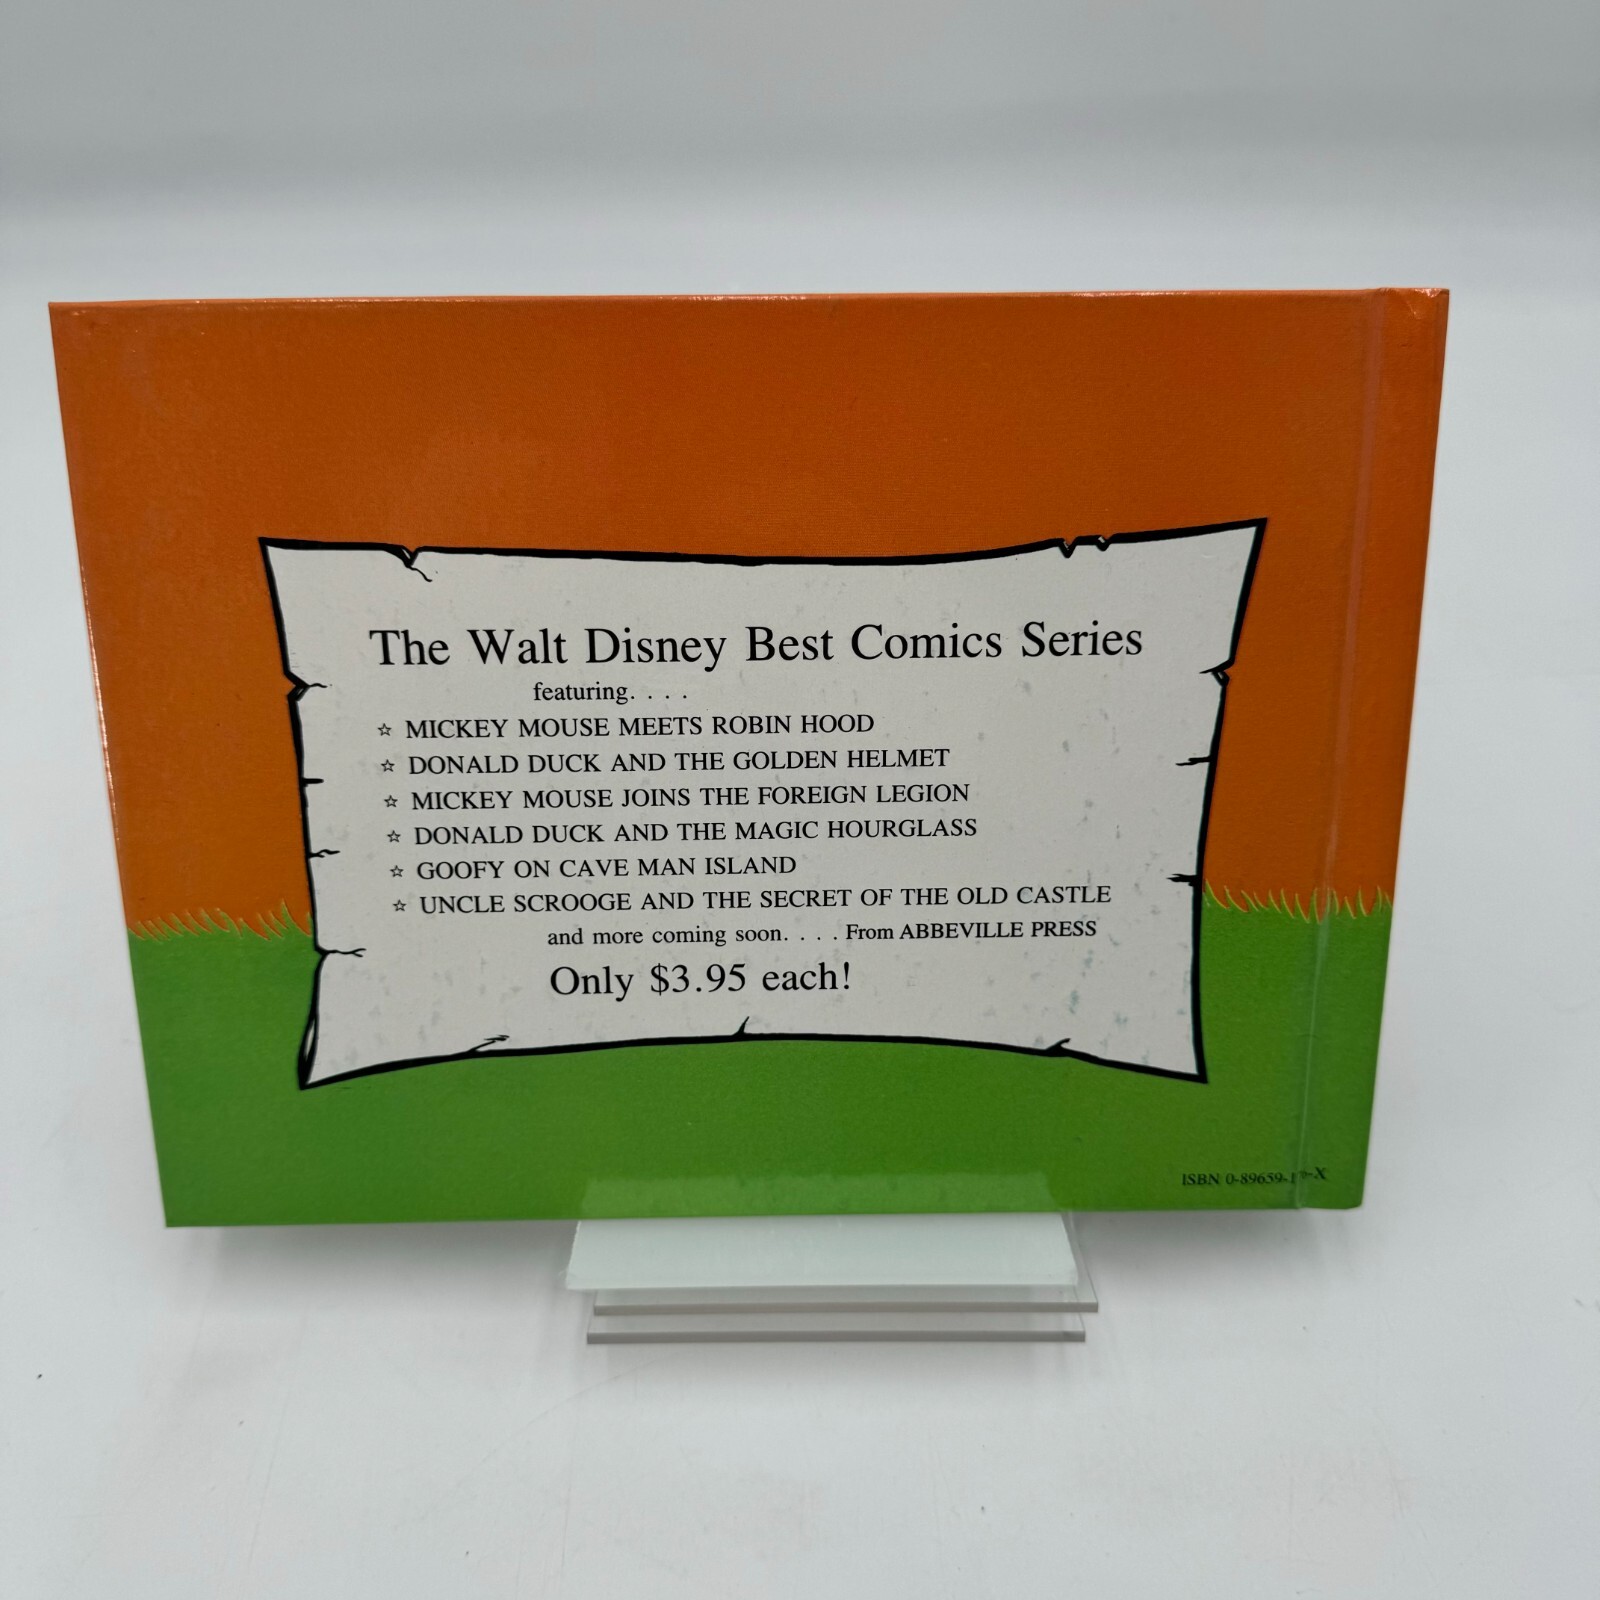 The Walt Disney Best Comics Series
featuring. . . .
☆ MICKEY MOUSE MEETS ROBIN HOOD
☆ DONALD DUCK AND THE GOLDEN HELMET
☆ MICKEY MOUSE JOINS THE FOREIGN LEGION
☆ DONALD DUCK AND THE MAGIC HOURGLASS
☆ GOOFY ON CAVE MAN ISLAND
☆ UNCLE SCROOGE AND THE SECRET OF THE OLD CASTLE
and more coming soon. . . . From ABBEVILLE PRESS
Only $3.95 each!
ISBN